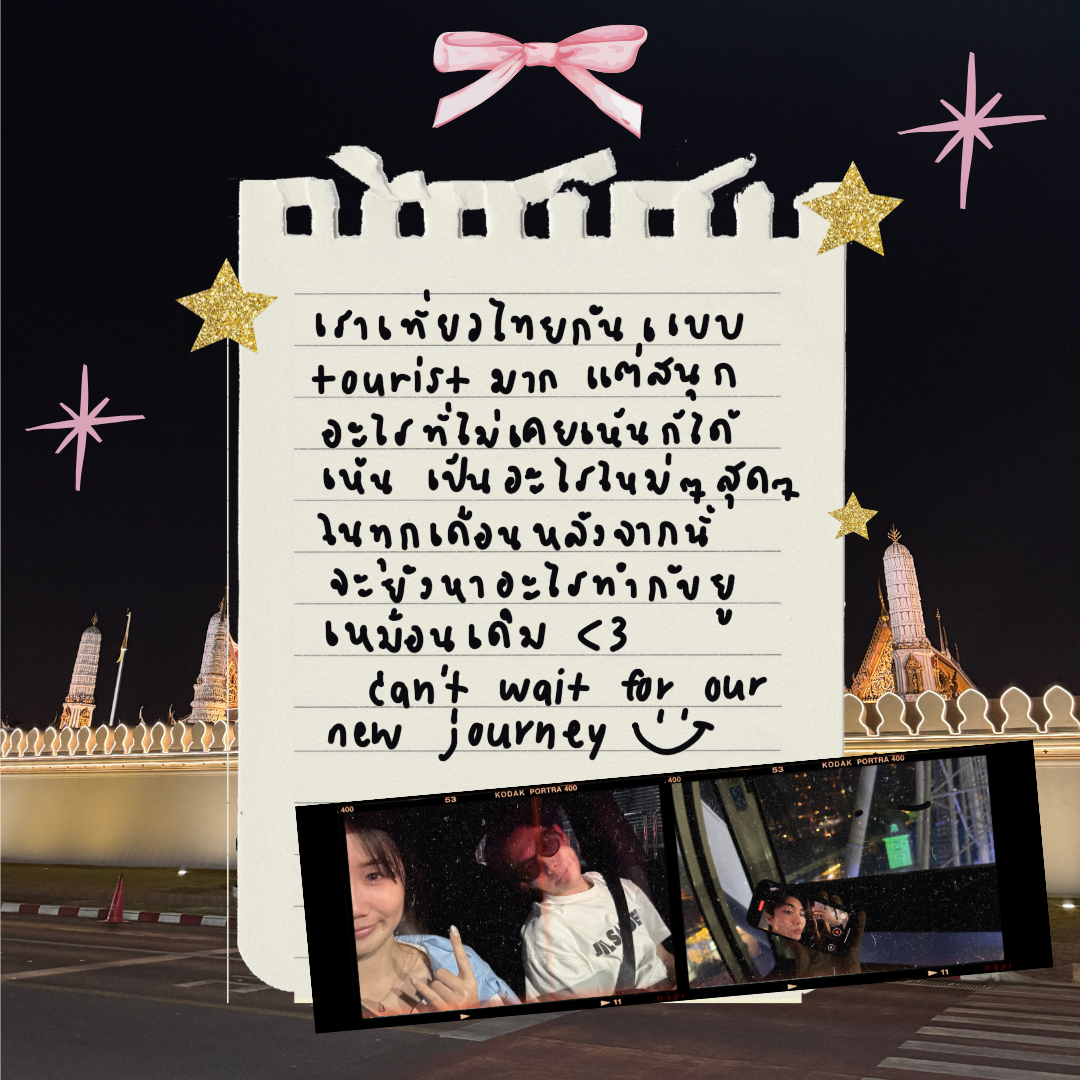 เราเที่ยวไทยกัน แบบ
tourist มาก แต่สนุก
อะไรที่ไม่เคยเห็นก็ได้
เห็น เป็นอะไรใหม่ๆ สุดๆ
ในทุกเดือน หลังจากนี้
จะยังหาอะไรทำกับยู
เหมือนเดิม <3
can't wait for our
new journey
400
53
KODAK PORTRA 400
400
53
KODAK PORTRA 400
11
11